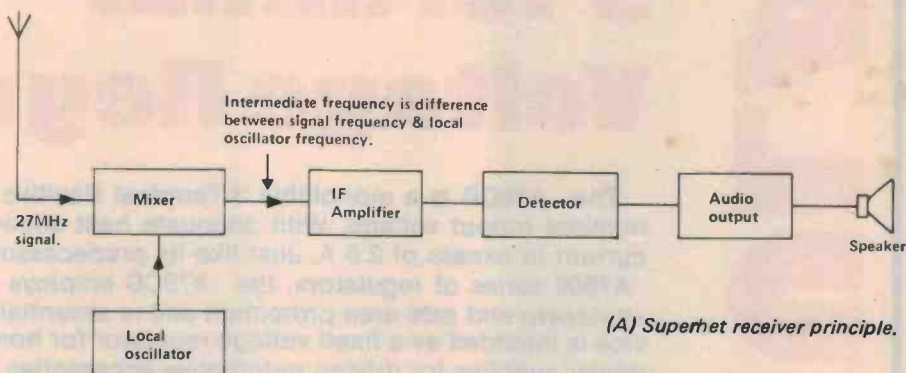 Intermediate frequency is difference
between signal frequency & local
oscillator frequency.
Mixer
IF
Amplifier
Detector
Audio
output
27MHz
signal.
Speaker
Local
oscillator
(A) Superhet receiver principle.